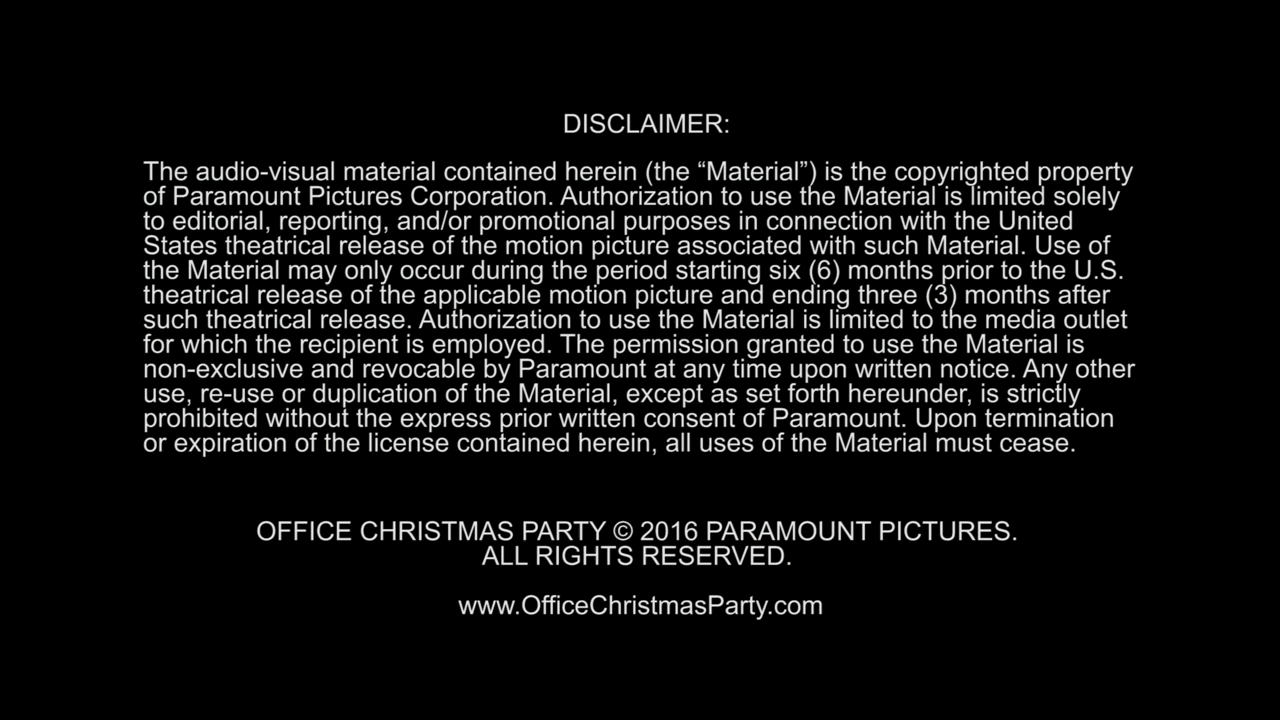 DISCLAIMER:
The audio-visual material contained herein (the “Material”) is the copyrighted property
of Paramount Pictures Corporation. Authorization to use the Material is limited solely
to editorial, reporting, and/or promotional purposes in connection with the United
States theatrical release of the motion picture associated with such Material. Use of
the Material may only occur during the period starting six (6) months prior to the U.S.
theatrical release of the applicable motion picture and ending three (3) months after
such theatrical release. Authorization to use the Material is limited to the media outlet
for which the recipient is employed. The permission granted to use the Material is
non-exclusive and revocable by Paramount at any time upon written notice. Any other
use, re-use or duplication of the Material, except as set forth hereunder, is strictly
prohibited without the express prior written consent of Paramount. Upon termination
or expiration of the license contained herein, all uses of the Material must cease.
OFFICE CHRISTMAS PARTY © 2016 PARAMOUNT PICTURES.
ALL RIGHTS RESERVED.
www.OfficeChristmasParty.com